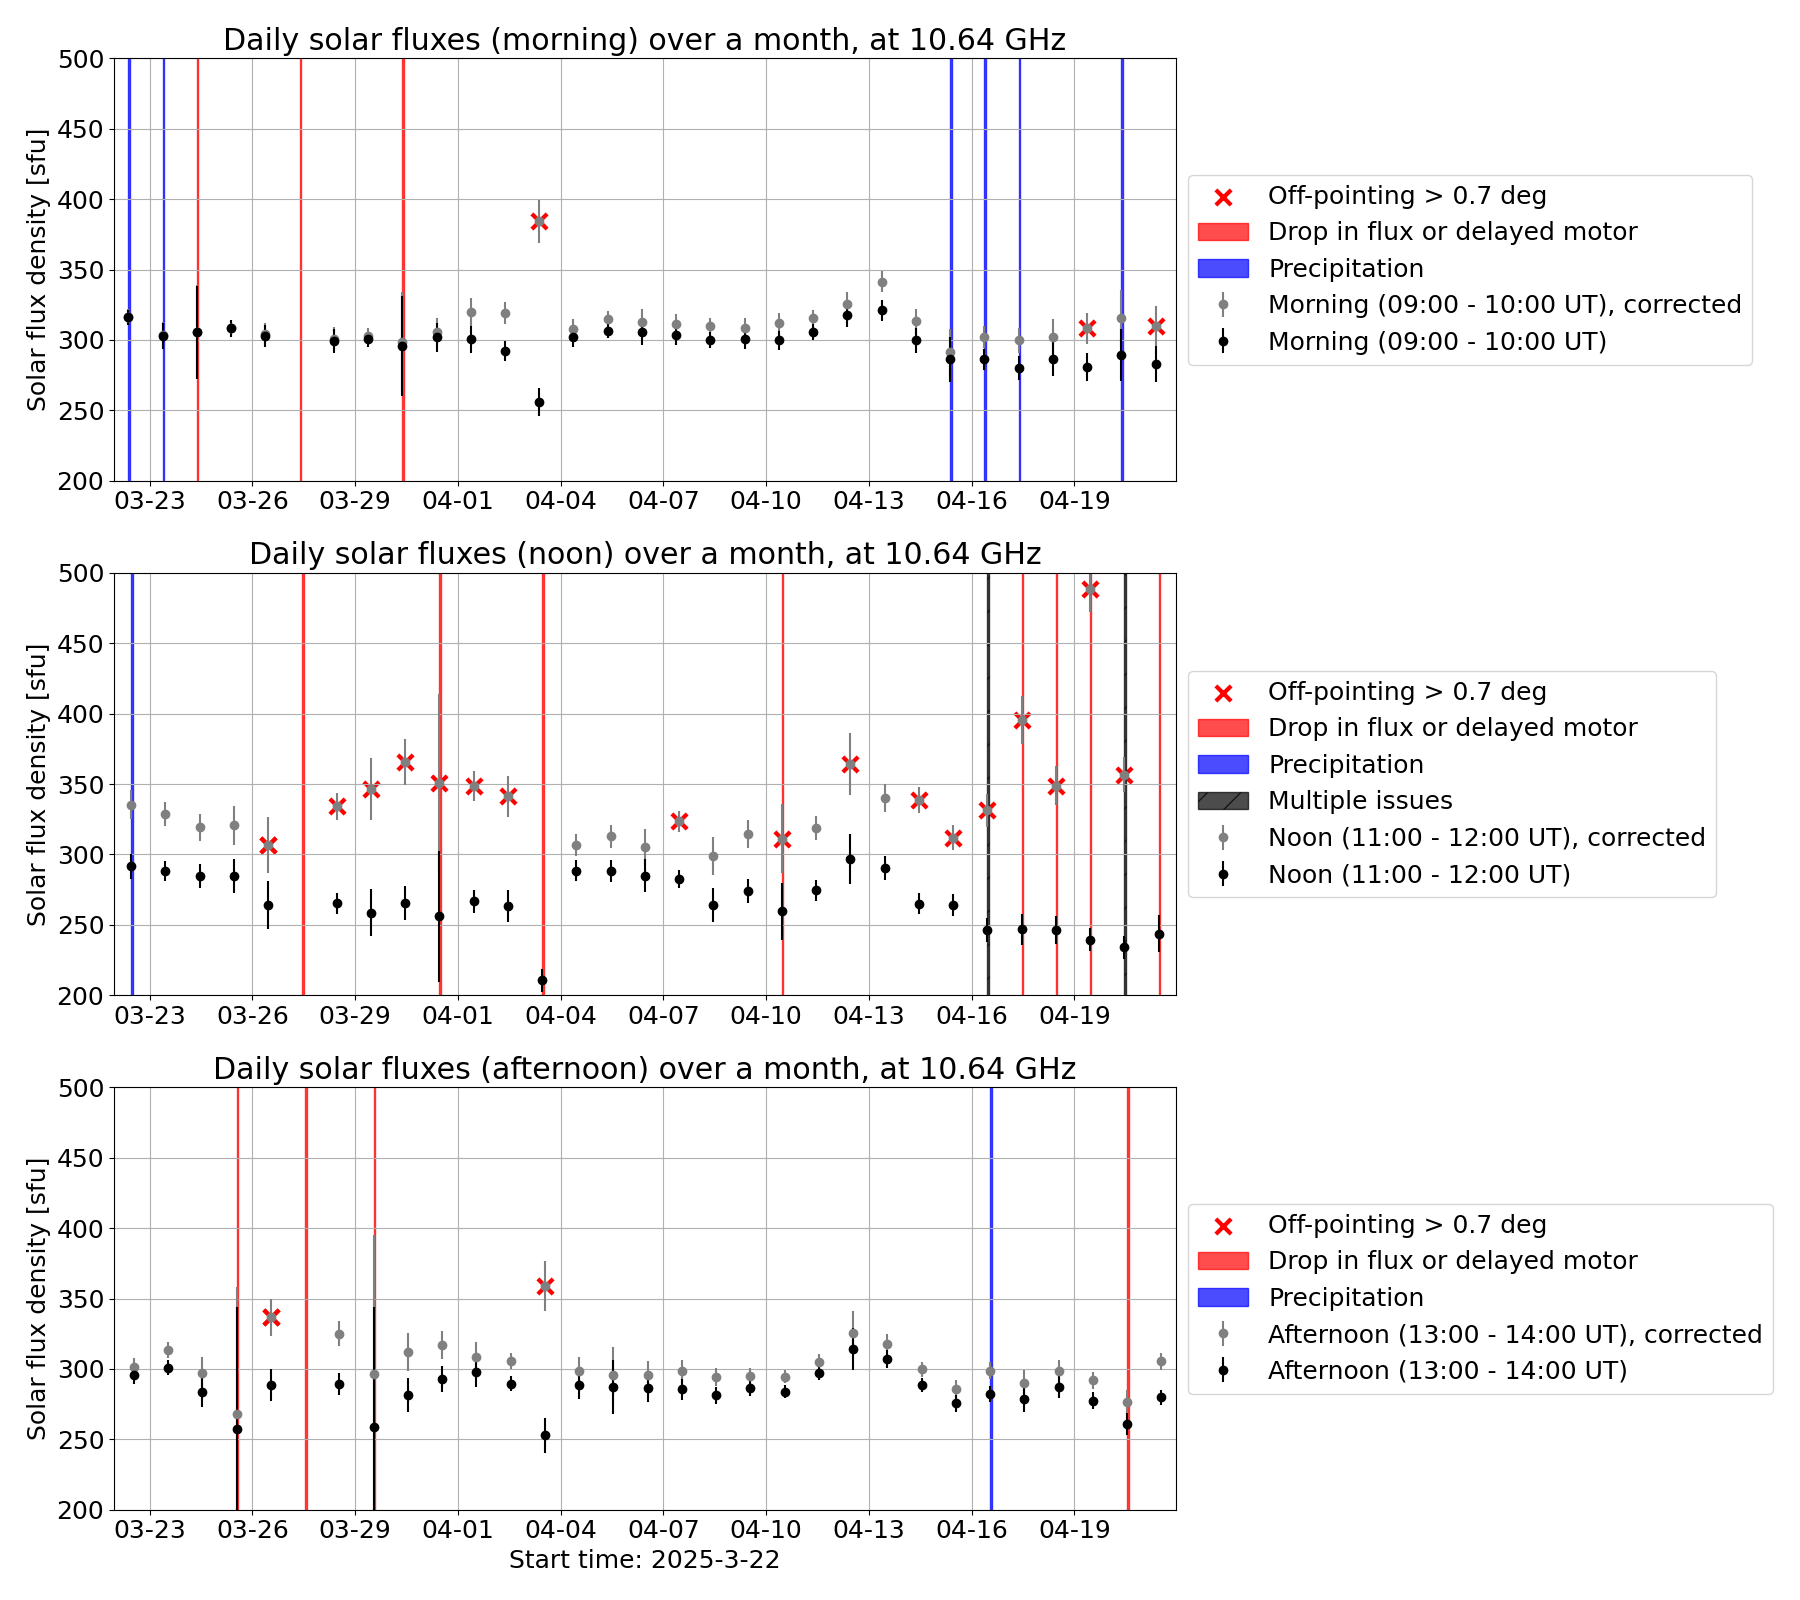 Daily solar fluxes (morning) over a month, at 10.64 GHz
Solar flux density [sfu]
500
450
400
350
300
250
200
03-23 03-26 03-29 04-01 04-04 04-07 04-10 04-13 04-16 04-19
Off-pointing > 0.7 deg
Drop in flux or delayed motor
Precipitation
Morning (09:00 - 10:00 UT), corrected
Morning (09:00 - 10:00 UT)
Daily solar fluxes (noon) over a month, at 10.64 GHz
Solar flux density [sfu]
500
450
400
350
300
250
200
03-23 03-26 03-29 04-01 04-04 04-07 04-10 04-13 04-16 04-19
Off-pointing > 0.7 deg
Drop in flux or delayed motor
Precipitation
Multiple issues
Noon (11:00 - 12:00 UT), corrected
Noon (11:00 - 12:00 UT)
Daily solar fluxes (afternoon) over a month, at 10.64 GHz
Solar flux density [sfu]
500
450
400
350
300
250
200
03-23 03-26 03-29 04-01 04-04 04-07 04-10 04-13 04-16 04-19
Start time: 2025-3-22
Off-pointing > 0.7 deg
Drop in flux or delayed motor
Precipitation
Afternoon (13:00 - 14:00 UT), corrected
Afternoon (13:00 - 14:00 UT)